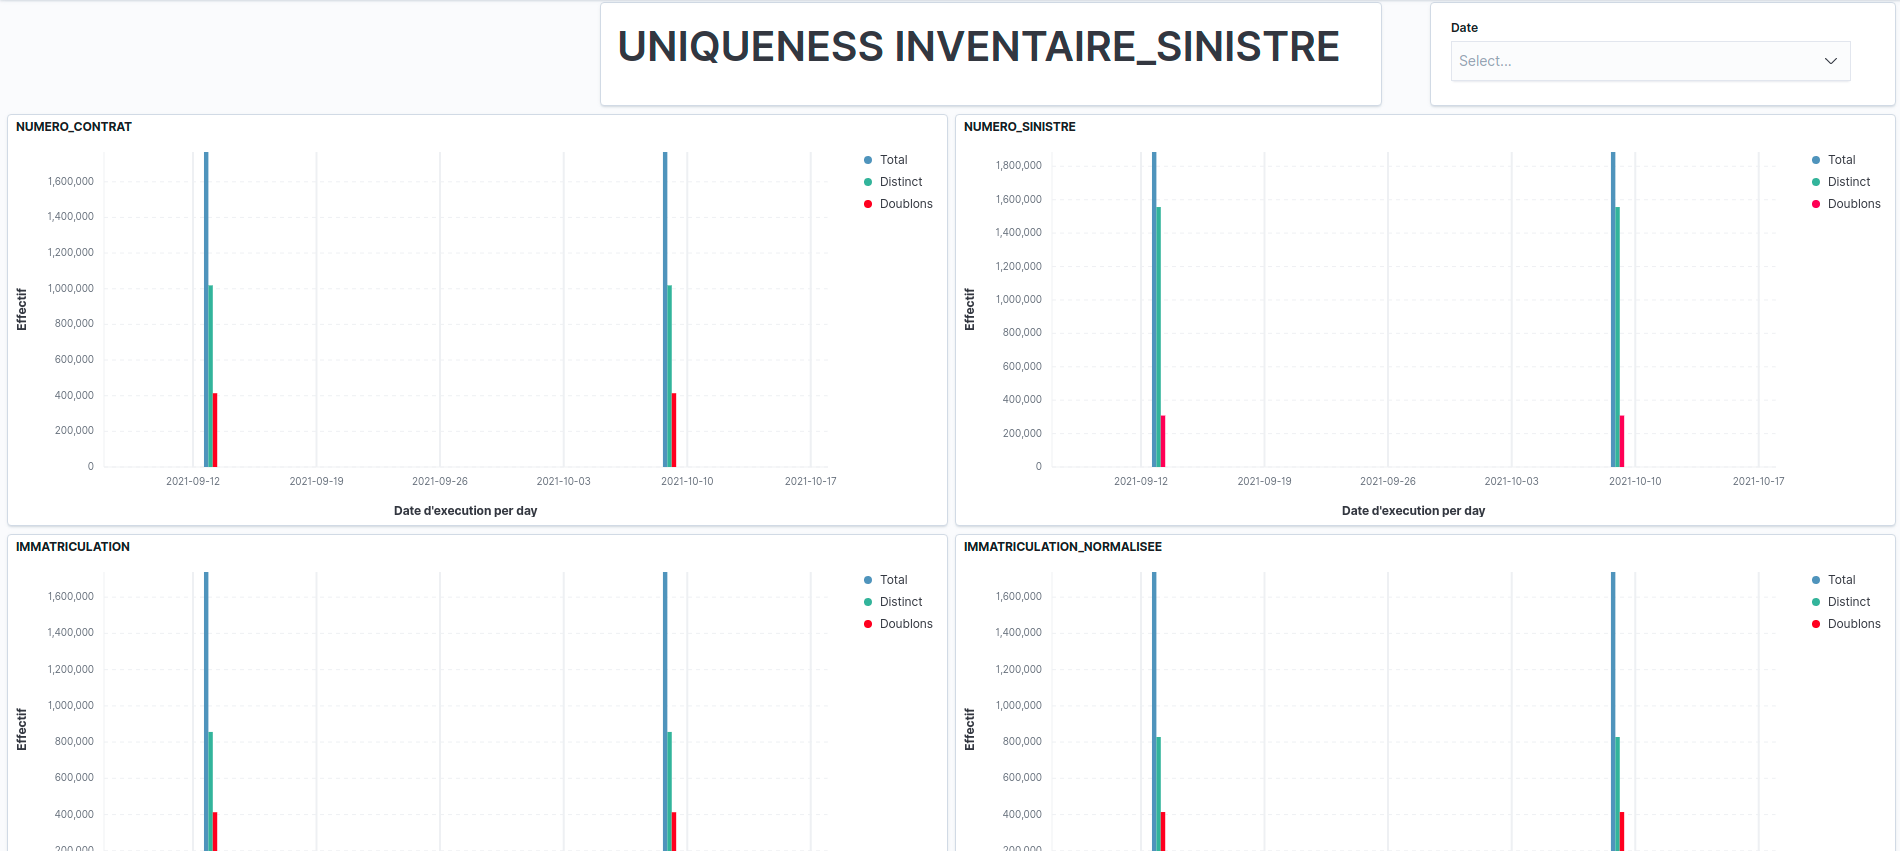 UNIQUENESS INVENTAIRE_SINISTRE
Date
Select...
NUMERO_CONTRAT
Total
Distinct
Doublons
1,600,000
1,400,000
1,200,000
1,000,000
800,000
600,000
400,000
200,000
0
Effectif
2021-09-12 2021-09-19 2021-09-26 2021-10-03 2021-10-10 2021-10-17
Date d'execution per day
NUMERO_SINISTRE
Total
Distinct
Doublons
1,800,000
1,600,000
1,400,000
1,200,000
1,000,000
800,000
600,000
400,000
200,000
0
Effectif
2021-09-12 2021-09-19 2021-09-26 2021-10-03 2021-10-10 2021-10-17
Date d'execution per day
IMMATRICULATION
Total
Distinct
Doublons
1,600,000
1,400,000
1,200,000
1,000,000
800,000
600,000
400,000
200,000
Effectif
IMMATRICULATION_NORMALISEE
Total
Distinct
Doublons
1,600,000
1,400,000
1,200,000
1,000,000
800,000
600,000
400,000
200,000
Effectif